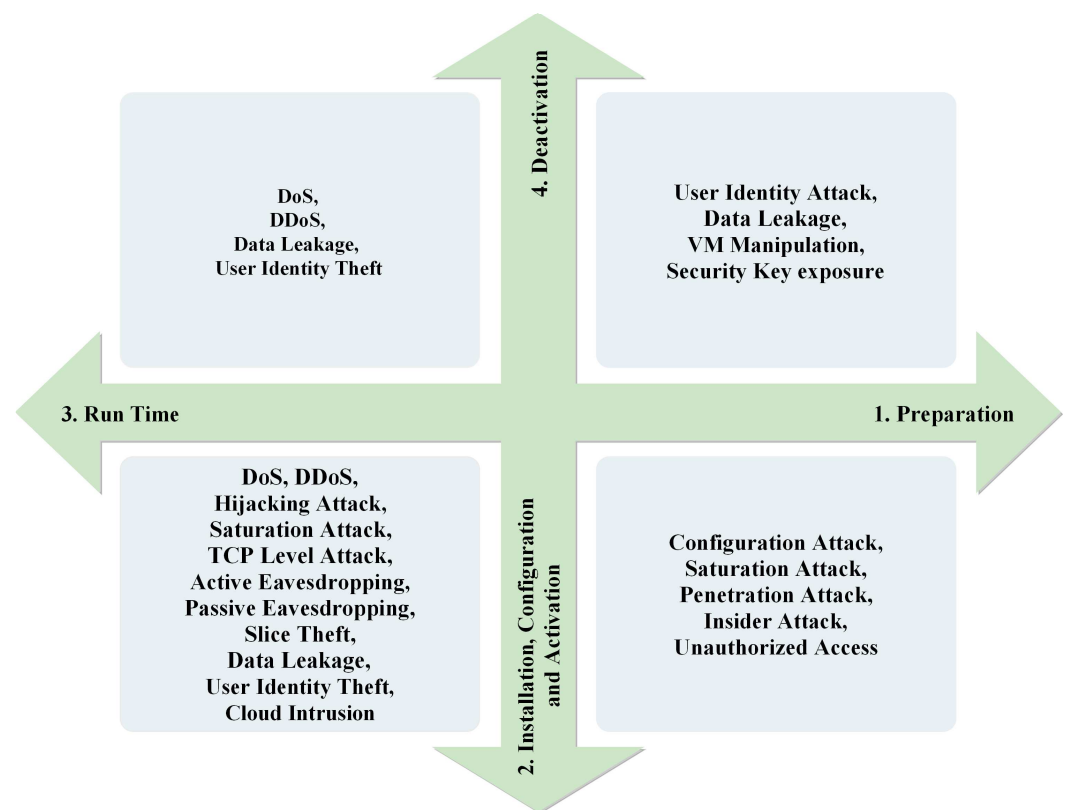 4. Deactivation
DoS,
DDoS,
Data Leakage,
User Identity Theft
User Identity Attack,
Data Leakage,
VM Manipulation,
Security Key exposure
3. Run Time
1. Preparation
DoS, DDoS,
Hijacking Attack,
Saturation Attack,
TCP Level Attack,
Active Eavesdropping,
Passive Eavesdropping,
Slice Theft,
Data Leakage,
User Identity Theft,
Cloud Intrusion
2. Installation, Configuration
and Activation
Configuration Attack,
Saturation Attack,
Penetration Attack,
Insider Attack,
Unauthorized Access